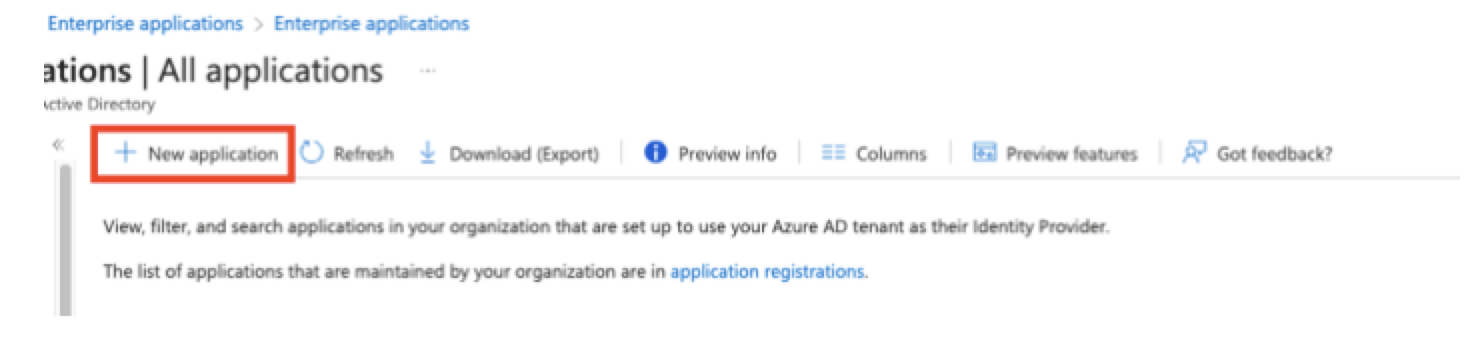 Enterprise applications > Enterprise applications
ations | All applications ...
Active Directory
« + New application Refresh Download (Export) Preview info Columns Preview features Got feedback?
View, filter, and search applications in your organization that are set up to use your Azure AD tenant as their Identity Provider.
The list of applications that are maintained by your organization are in application registrations.